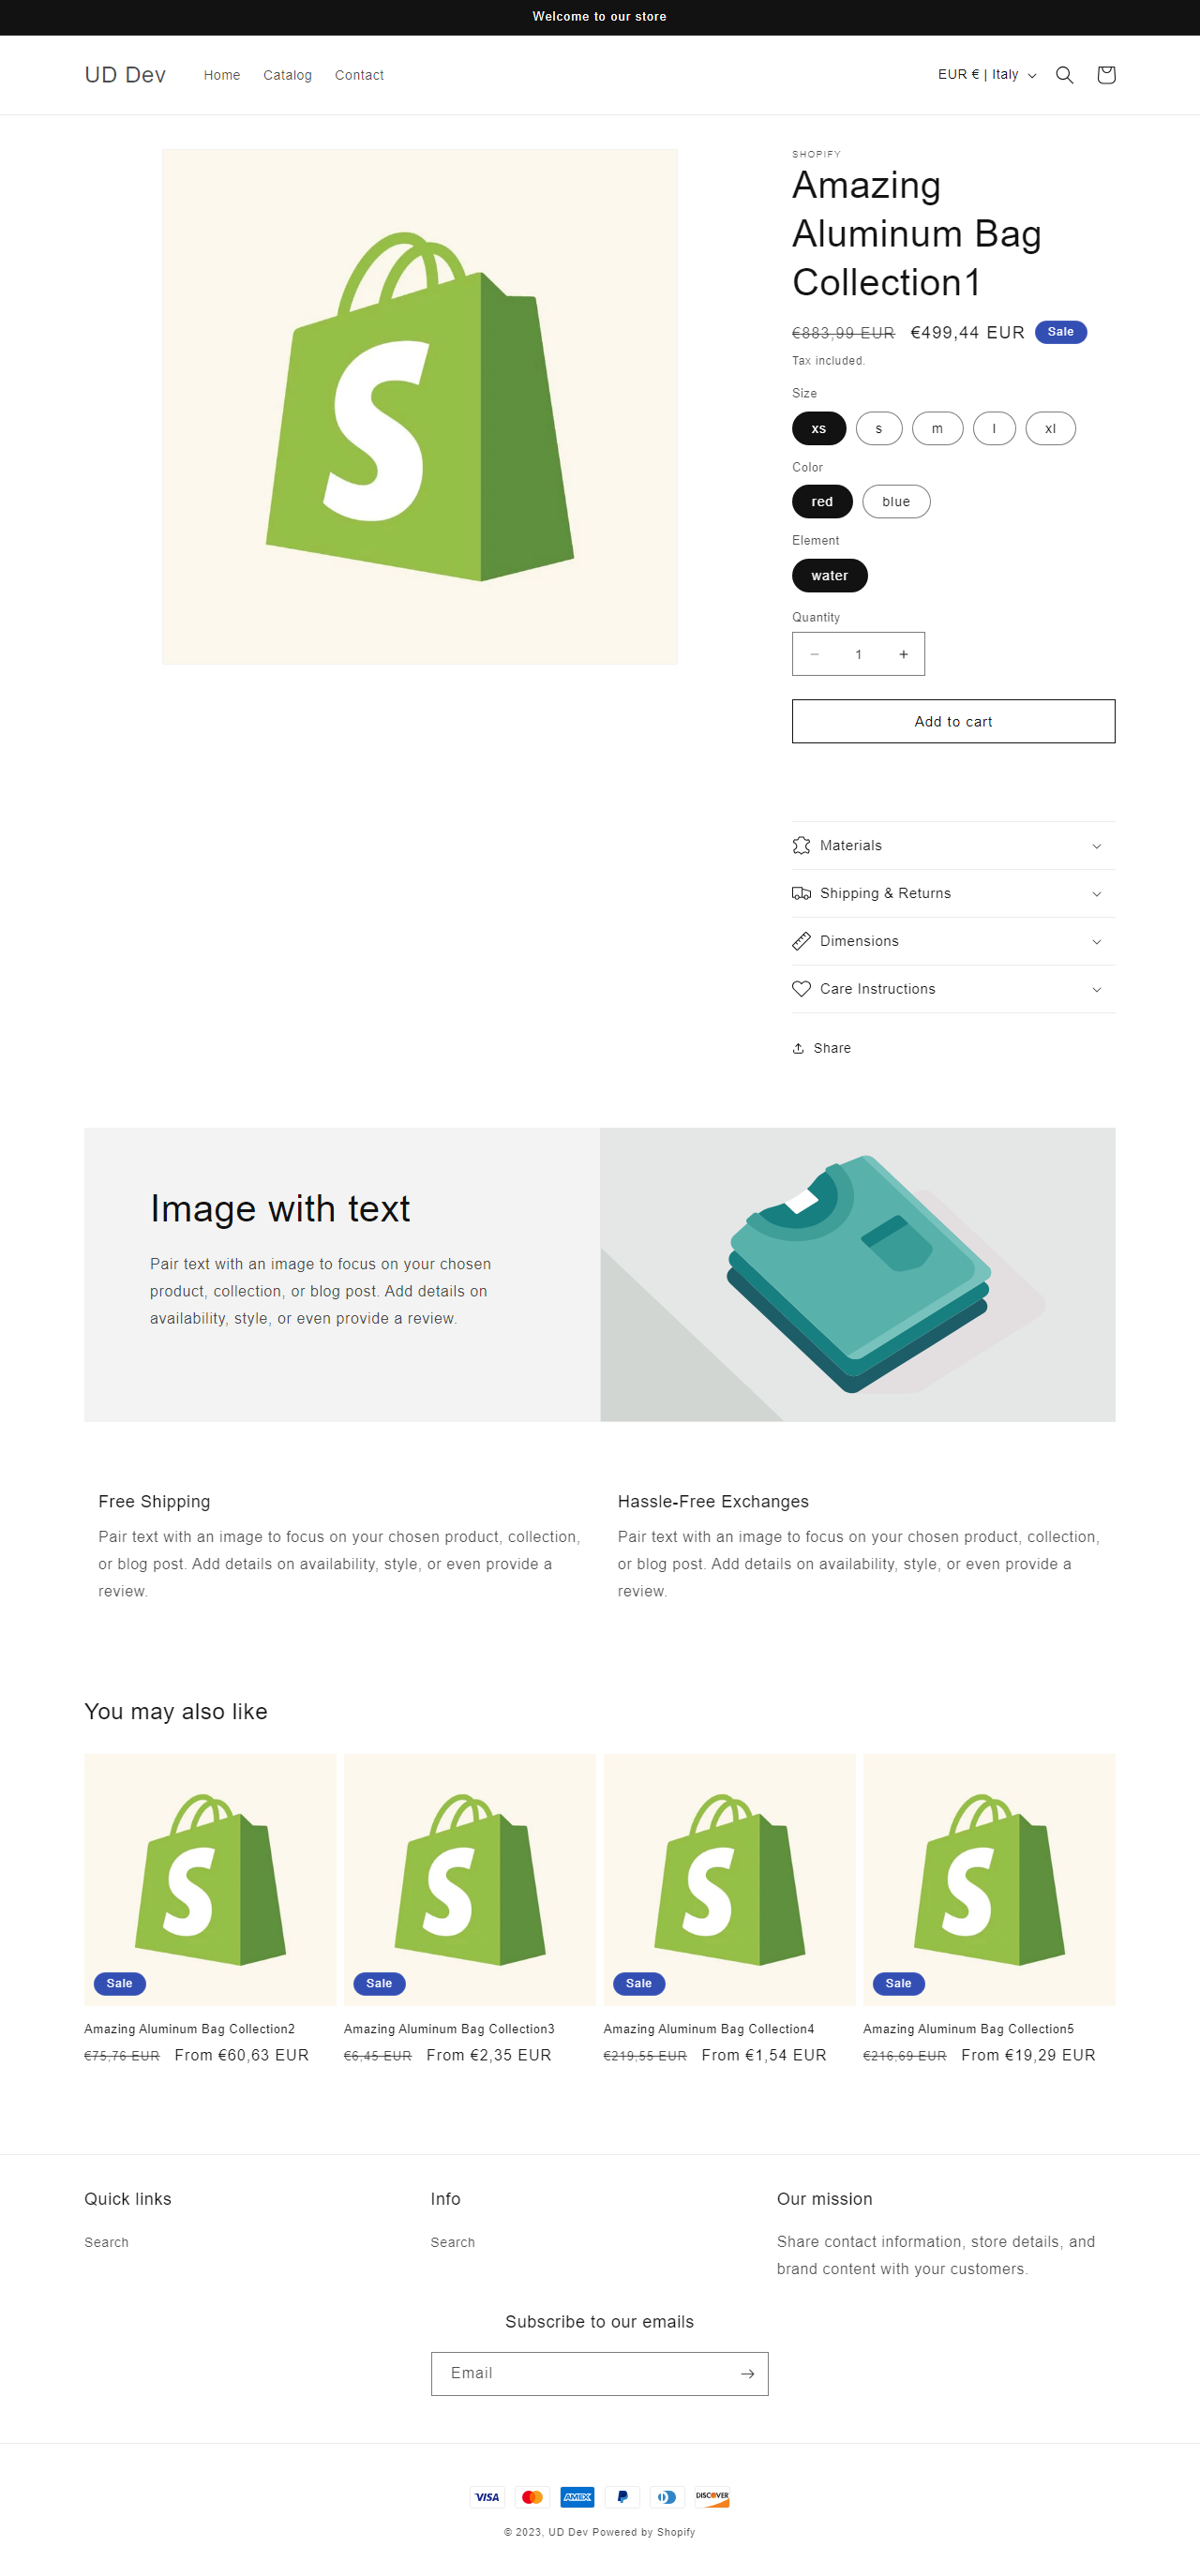 Welcome to our store
UD Dev
Home
Catalog
Contact
EUR € | Italy
SHOPIFY
Amazing
Aluminum Bag
Collection1
€883,99 EUR €499,44 EUR Sale
Tax included.
Size
xs s m l xl
Color
red blue
Element
water
Quantity
1
Add to cart
Materials
Shipping & Returns
Dimensions
Care Instructions
Share
Image with text
Pair text with an image to focus on your chosen
product, collection, or blog post. Add details on
availability, style, or even provide a review.
Free Shipping
Pair text with an image to focus on your chosen product, collection,
or blog post. Add details on availability, style, or even provide a
review.
Hassle-Free Exchanges
Pair text with an image to focus on your chosen product, collection,
or blog post. Add details on availability, style, or even provide a
review.
You may also like
S
Sale
Amazing Aluminum Bag Collection2
€75,76 EUR From €60,63 EUR
S
Sale
Amazing Aluminum Bag Collection3
€6,45 EUR From €2,35 EUR
S
Sale
Amazing Aluminum Bag Collection4
€219,55 EUR From €1,54 EUR
S
Sale
Amazing Aluminum Bag Collection5
€216,69 EUR From €19,29 EUR
Quick links
Search
Info
Search
Our mission
Share contact information, store details, and
brand content with your customers.
Subscribe to our emails
Email
VISA AMEX DISCOVER
© 2023, UD Dev Powered by Shopify